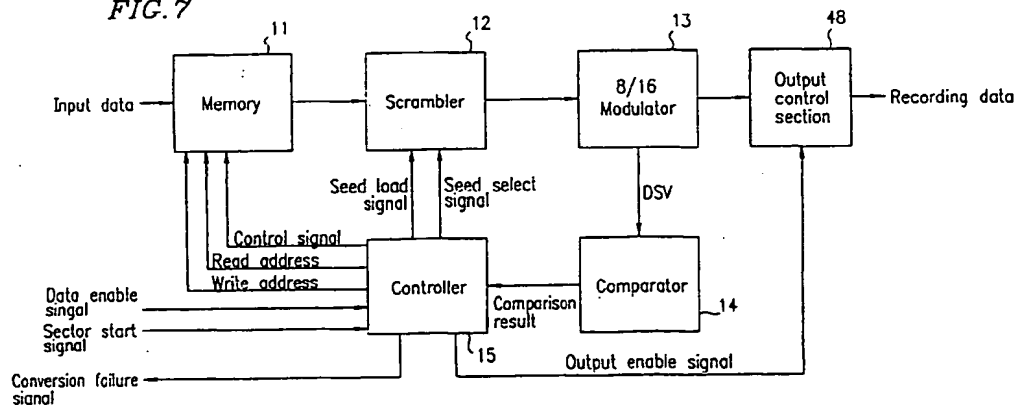 FIG.7
11
12
13
48
Input data
Memory
Scrambler
8/16
Modulator
Output
control
section
Recording data
Seed load
signal
Seed select
signal
DSV
Control signal
Read address
Write address
Data enable
singal
Sector start
signal
Controller
Comparison
result
Comparator
14
15
Output enable signal
Conversion failure
signal